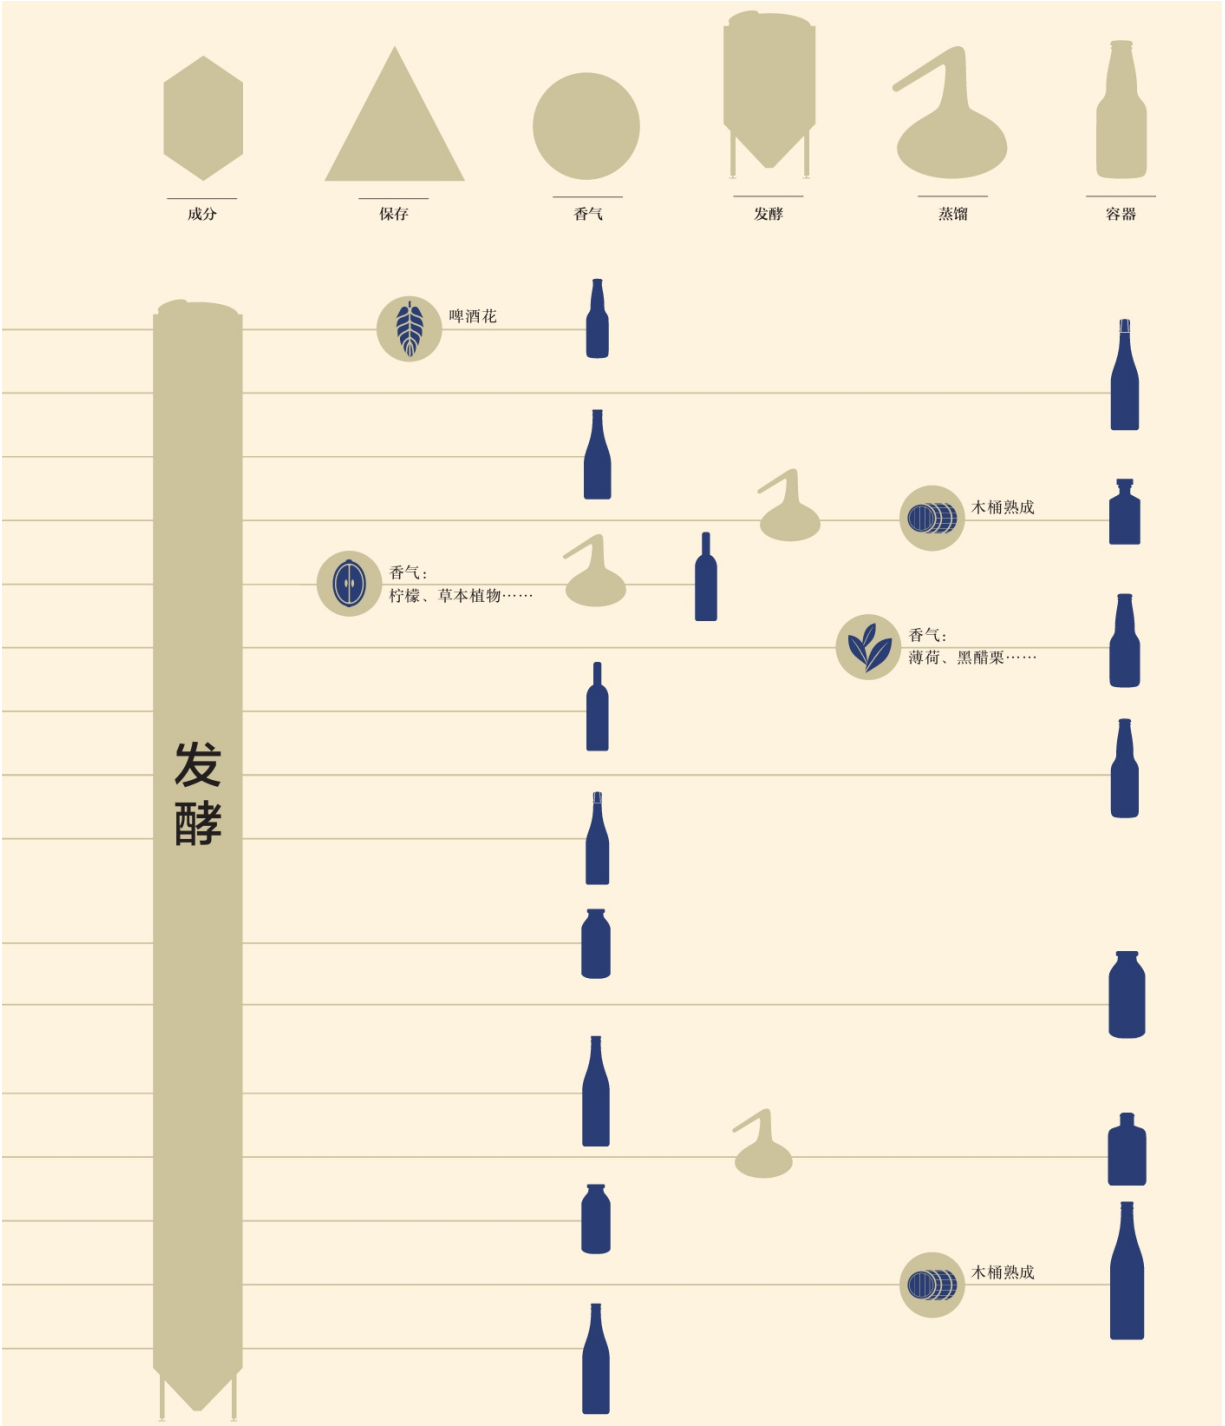 成分
保存
香气
发酵
蒸馏
容器
啤酒花
木桶熟成
香气：
柠檬、草本植物……
香气：
薄荷、黑醋栗……
发
酵
木桶熟成